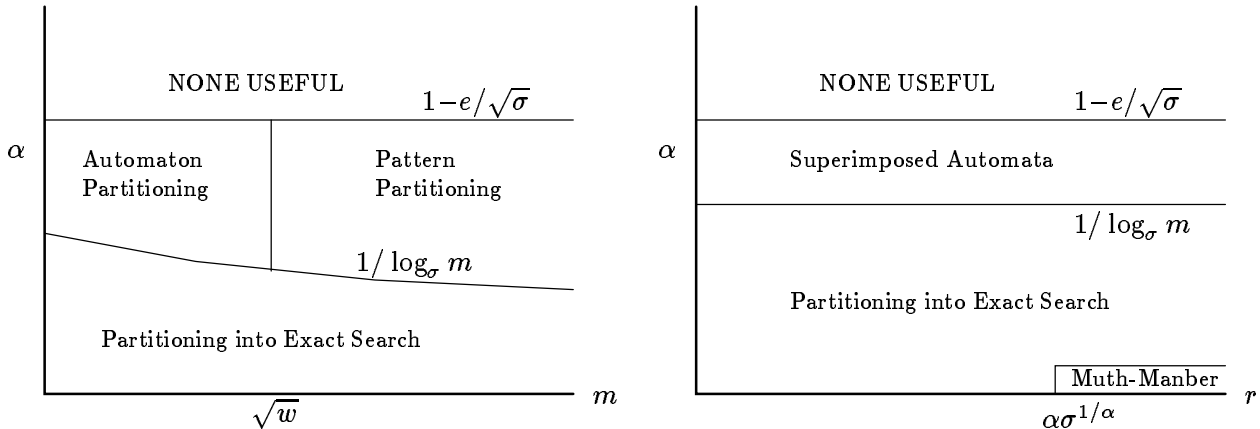 NONE USEFUL
1−e/√σ
α
Automaton
Partitioning
Pattern
Partitioning
1/ log_σ m
Partitioning into Exact Search
√w
m
NONE USEFUL
1−e/√σ
α
Superimposed Automata
1/ log_σ m
Partitioning into Exact Search
Muth-Manber
ασ^{1/α}
r